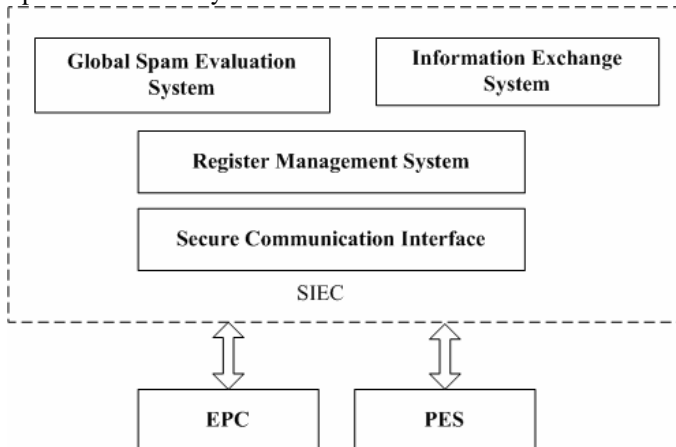 Global Spam Evaluation
System
Information Exchange
System
Register Management System
Secure Communication Interface
SIEC
EPC
PES